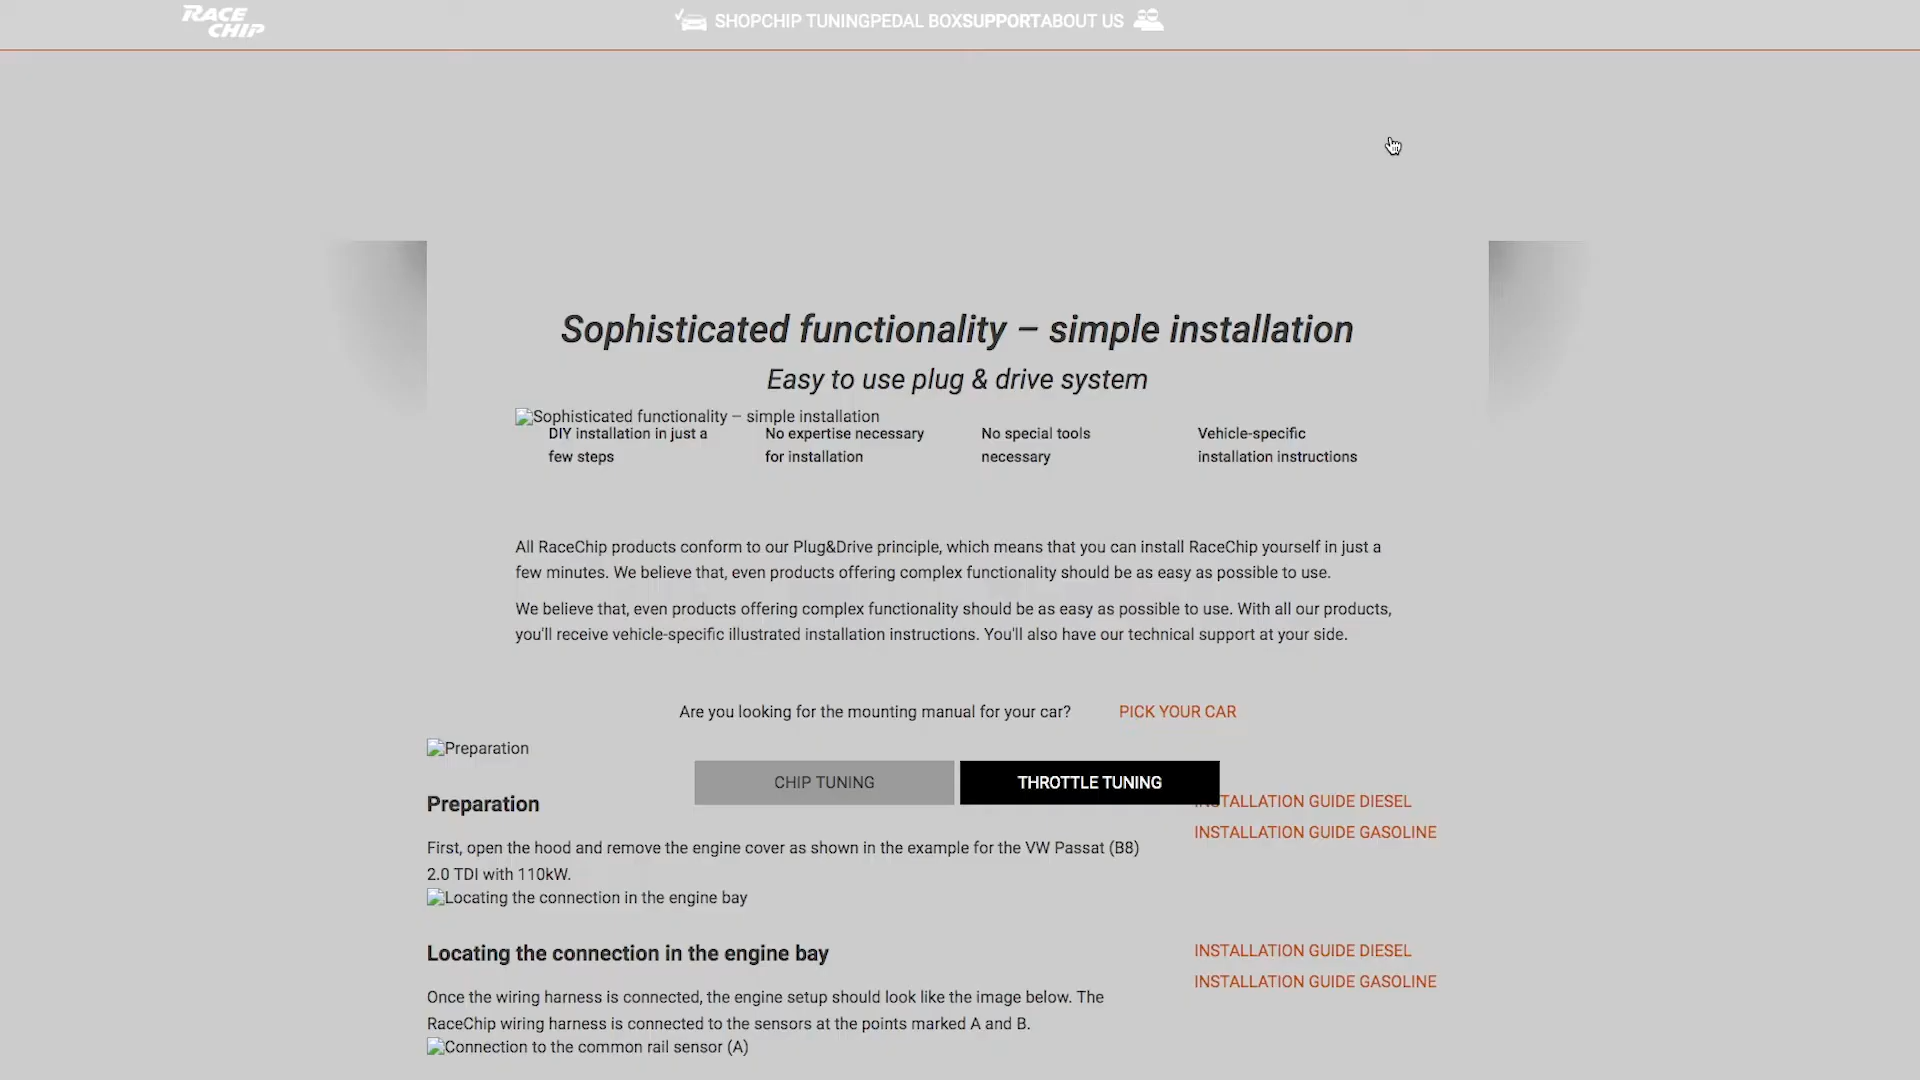 RACE
CHIP
SHOPCHIP TUNINGPEDAL BOXSUPPORTABOUT US
Sophisticated functionality – simple installation
Easy to use plug & drive system
Sophisticated functionality – simple installation
DIY installation in just a
few steps
No expertise necessary
for installation
No special tools
necessary
Vehicle-specific
installation instructions
All RaceChip products conform to our Plug&Drive principle, which means that you can install RaceChip yourself in just a
few minutes. We believe that, even products offering complex functionality should be as easy as possible to use.
We believe that, even products offering complex functionality should be as easy as possible to use. With all our products,
you'll receive vehicle-specific illustrated installation instructions. You'll also have our technical support at your side.
Are you looking for the mounting manual for your car? PICK YOUR CAR
Preparation
CHIP TUNING THROTTLE TUNING
Preparation
INSTALLATION GUIDE DIESEL
INSTALLATION GUIDE GASOLINE
First, open the hood and remove the engine cover as shown in the example for the VW Passat (B8)
2.0 TDI with 110kW.
Locating the connection in the engine bay
Locating the connection in the engine bay
INSTALLATION GUIDE DIESEL
INSTALLATION GUIDE GASOLINE
Once the wiring harness is connected, the engine setup should look like the image below. The
RaceChip wiring harness is connected to the sensors at the points marked A and B.
Connection to the common rail sensor (A)